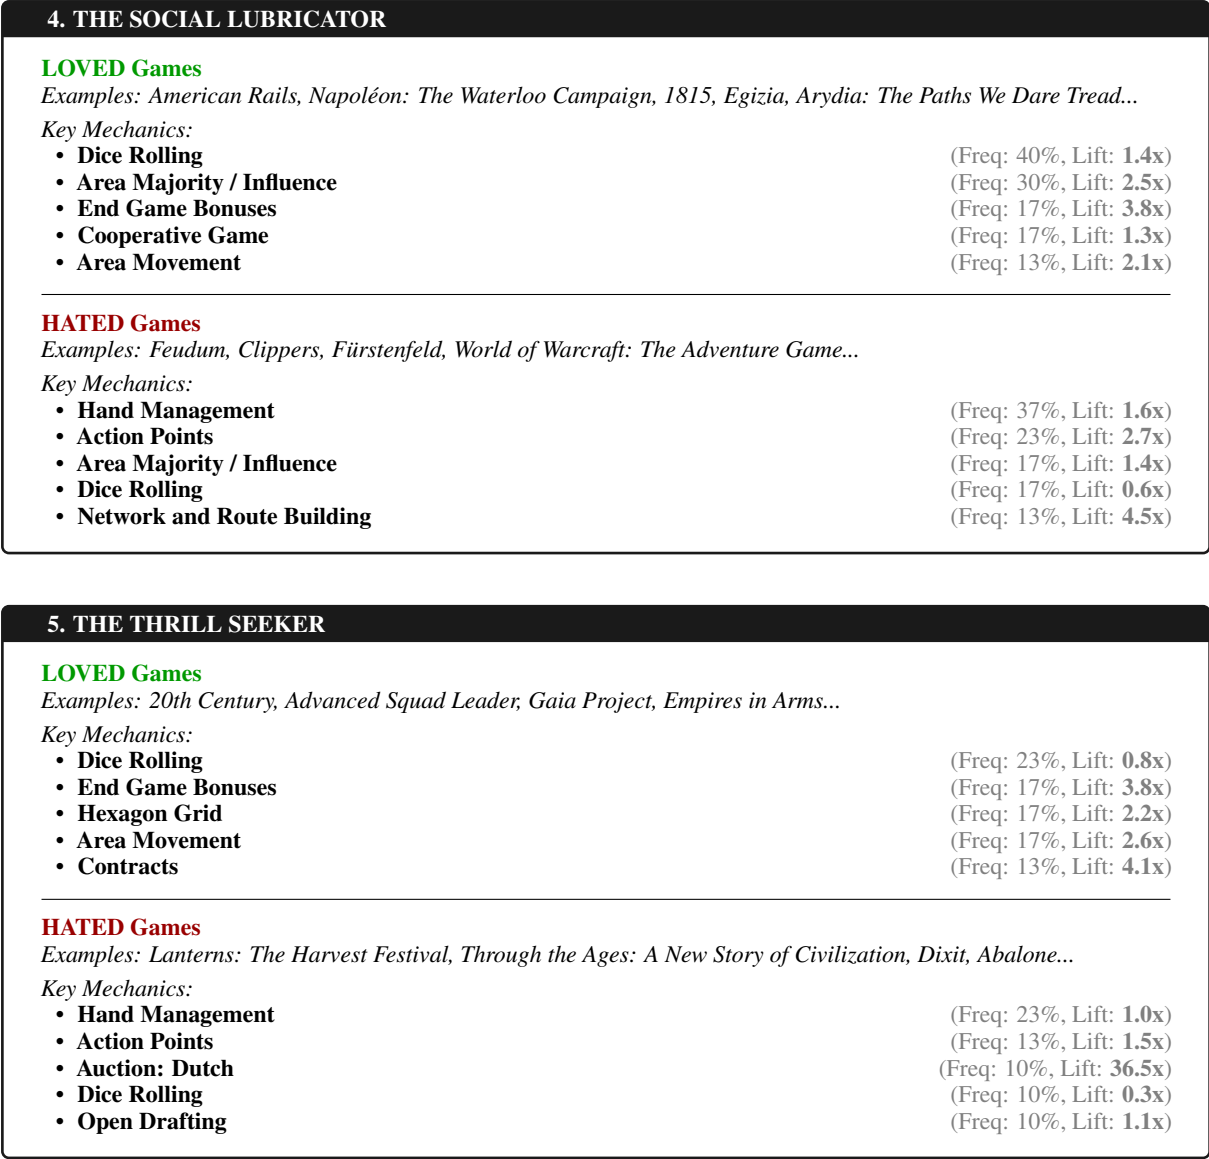 4. THE SOCIAL LUBRICATOR
LOVED Games
Examples: American Rails, Napoléon: The Waterloo Campaign, 1815, Egizia, Arydia: The Paths We Dare Tread...
Key Mechanics:
• Dice Rolling (Freq: 40%, Lift: 1.4x)
• Area Majority / Influence (Freq: 30%, Lift: 2.5x)
• End Game Bonuses (Freq: 17%, Lift: 3.8x)
• Cooperative Game (Freq: 17%, Lift: 1.3x)
• Area Movement (Freq: 13%, Lift: 2.1x)
HATED Games
Examples: Feudum, Clippers, Fürstenfeld, World of Warcraft: The Adventure Game...
Key Mechanics:
• Hand Management (Freq: 37%, Lift: 1.6x)
• Action Points (Freq: 23%, Lift: 2.7x)
• Area Majority / Influence (Freq: 17%, Lift: 1.4x)
• Dice Rolling (Freq: 17%, Lift: 0.6x)
• Network and Route Building (Freq: 13%, Lift: 4.5x)
5. THE THRILL SEEKER
LOVED Games
Examples: 20th Century, Advanced Squad Leader, Gaia Project, Empires in Arms...
Key Mechanics:
• Dice Rolling (Freq: 23%, Lift: 0.8x)
• End Game Bonuses (Freq: 17%, Lift: 3.8x)
• Hexagon Grid (Freq: 17%, Lift: 2.2x)
• Area Movement (Freq: 17%, Lift: 2.6x)
• Contracts (Freq: 13%, Lift: 4.1x)
HATED Games
Examples: Lanterns: The Harvest Festival, Through the Ages: A New Story of Civilization, Dixit, Abalone...
Key Mechanics:
• Hand Management (Freq: 23%, Lift: 1.0x)
• Action Points (Freq: 13%, Lift: 1.5x)
• Auction: Dutch (Freq: 10%, Lift: 36.5x)
• Dice Rolling (Freq: 10%, Lift: 0.3x)
• Open Drafting (Freq: 10%, Lift: 1.1x)